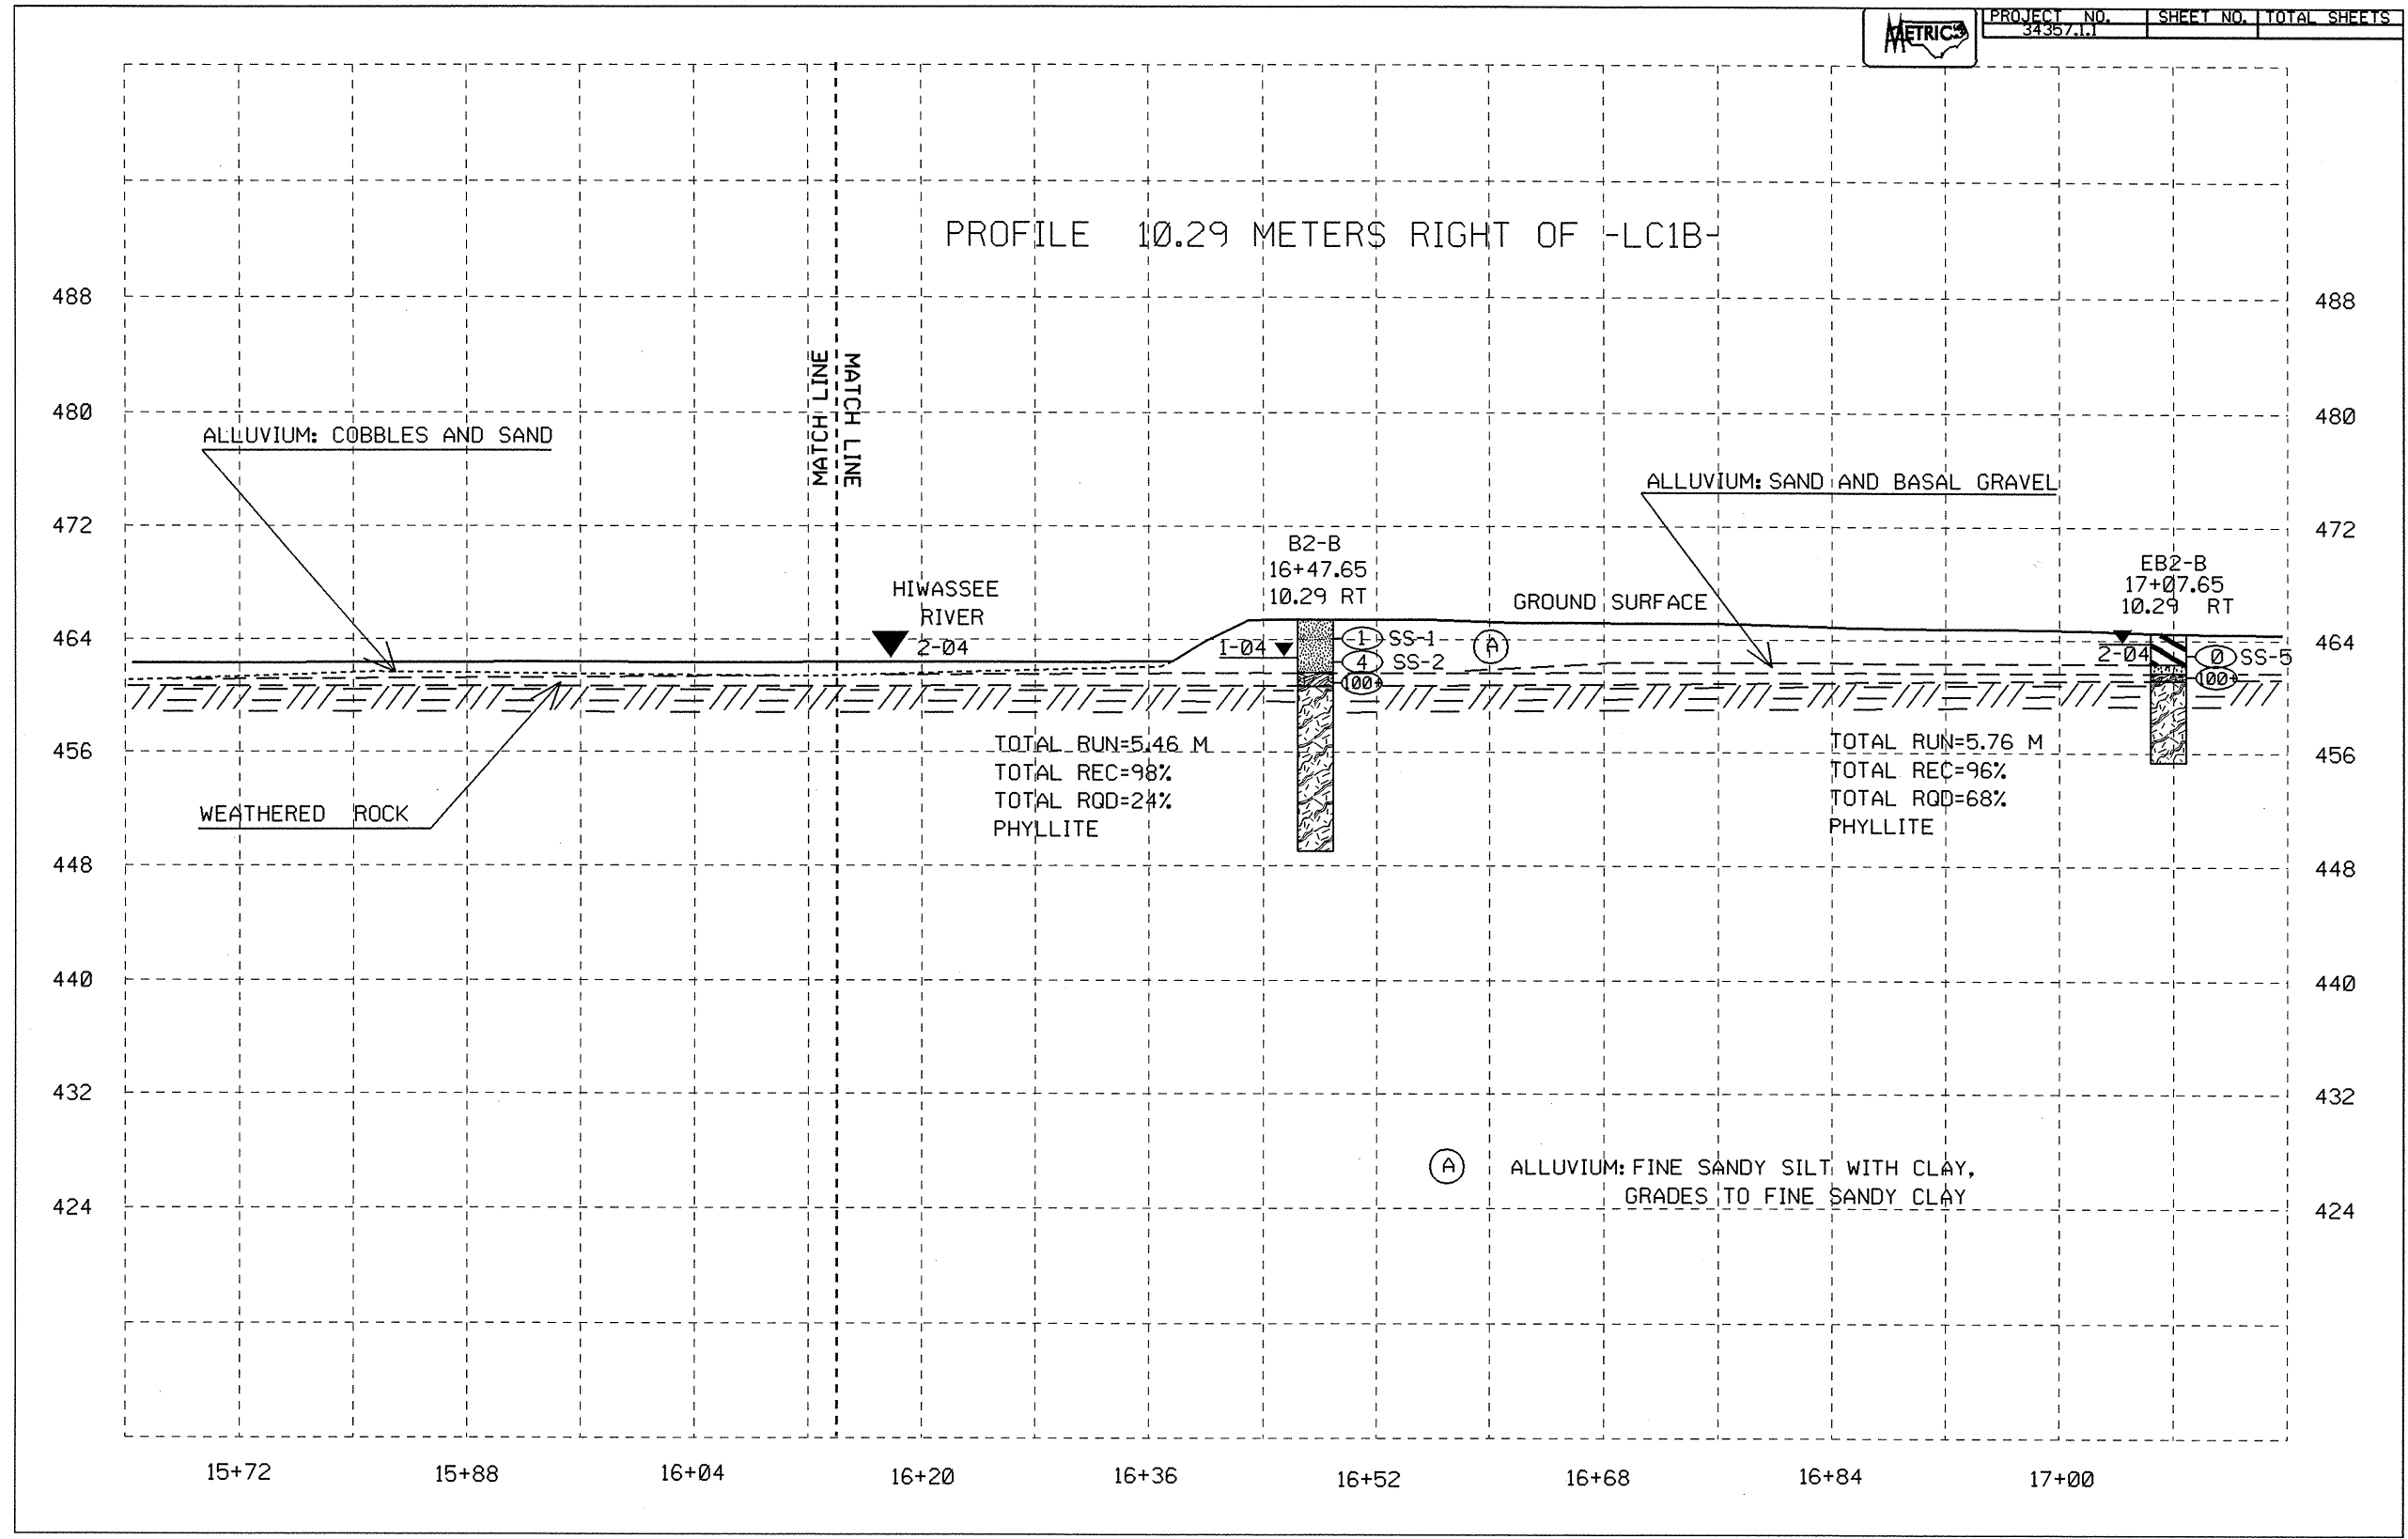 METRIC
PROJECT NO. SHEET NO. TOTAL SHEETS
34357.1.1
PROFILE 10.29 METERS RIGHT OF -LC1B-
488 488
MATCH LINE MATCH LINE
480 480
ALLUVIUM: COBBLES AND SAND
ALLUVIUM: SAND AND BASAL GRAVEL
472 472
B2-B
16+47.65
10.29 RT
EB2-B
17+07.65
10.29 RT
HIWASSEE
RIVER
2-04
GROUND SURFACE
464 464
1-04
1 SS-1
4 SS-2
100+
A
2-04
0 SS-5
100+
456 456
TOTAL RUN=5.46 M
TOTAL REC=98%
TOTAL RQD=24%
PHYLLITE
TOTAL RUN=5.76 M
TOTAL REC=96%
TOTAL RQD=68%
PHYLLITE
WEATHERED ROCK
448 448
440 440
432 432
A ALLUVIUM: FINE SANDY SILT WITH CLAY,
GRADES TO FINE SANDY CLAY
424 424
15+72 15+88 16+04 16+20 16+36 16+52 16+68 16+84 17+00